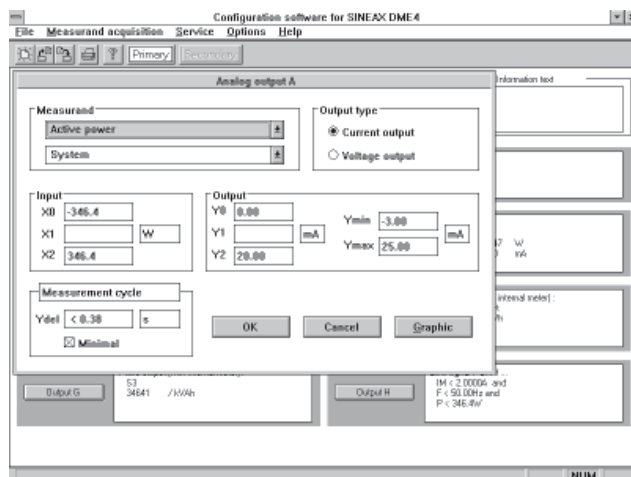 Configuration software for SINEAX DME4
File Measurand acquisition Service Options Help
Primary Secondary
Information text
Analog output A
Measurand
Active power
System
Output type
Current output
Voltage output
Input
X0 -346.4
X1 W
X2 346.4
Output
Y0 0.00
Y1 mA
Y2 20.00
Ymin -3.00
Ymax 25.00 mA
W
mA
Measurement cycle
Ydel < 0.38 s
Minimal
OK Cancel Graphic
internal meter) :
Output G
53
34641 / kVAh
Output H
IM < 2.0000A and
F < 50.00Hz and
P < 346.4W
NUM